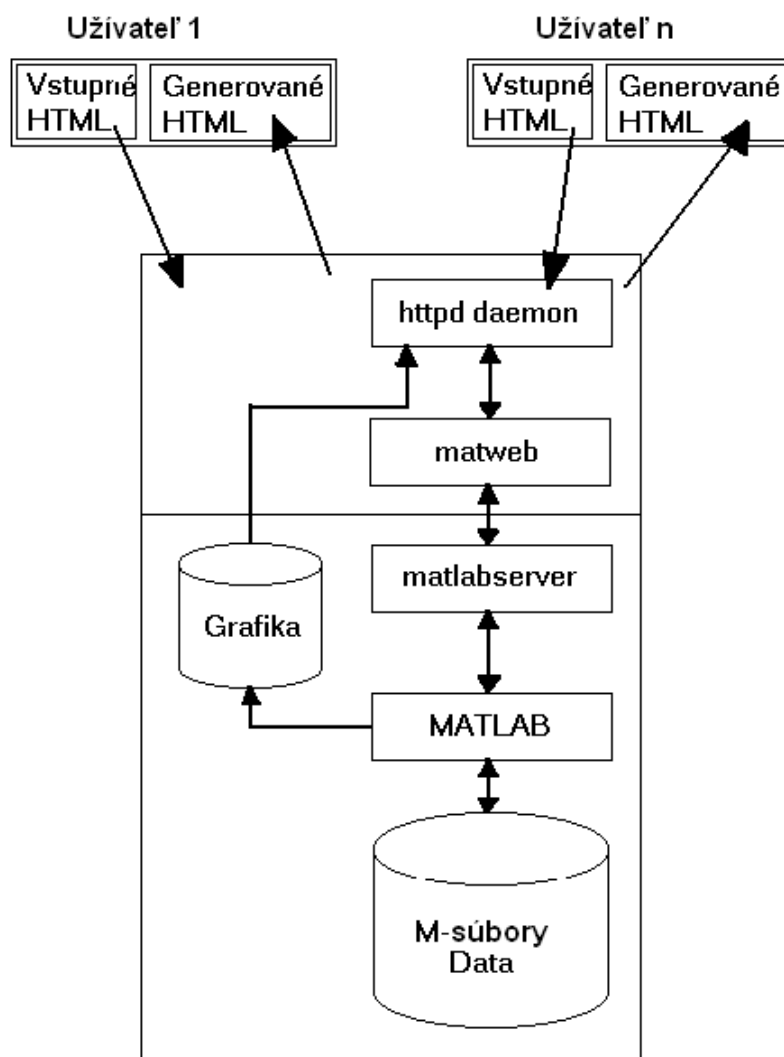 Užívateľ 1
Užívateľ n
Vstupné
HTML
Generované
HTML
Vstupné
HTML
Generované
HTML
httpd daemon
matweb
matlabserver
Grafika
MATLAB
M-súbory
Data